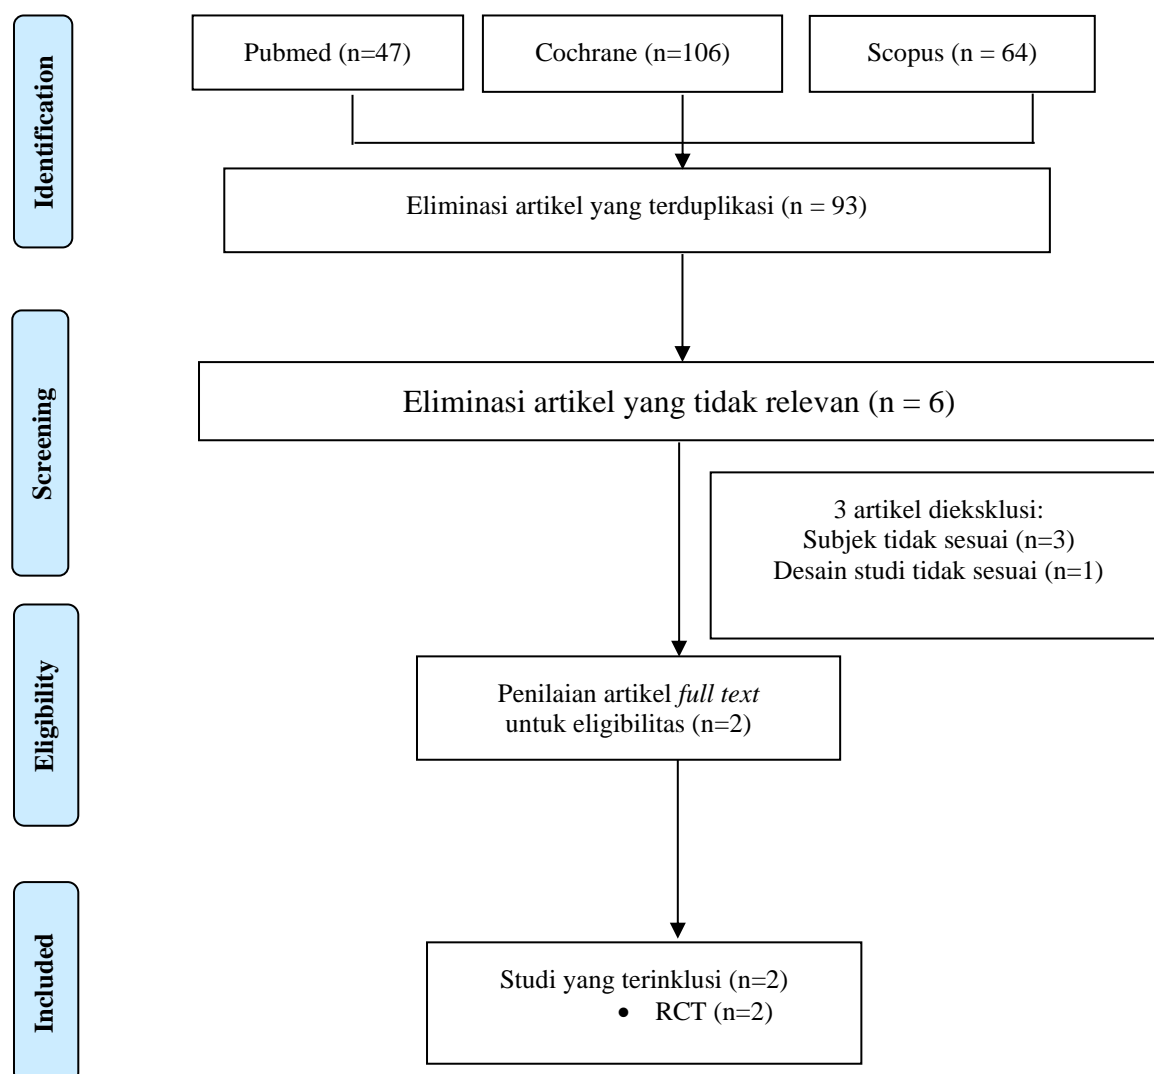 Identification
Pubmed (n=47)
Cochrane (n=106)
Scopus (n = 64)
Eliminasi artikel yang terduplikasi (n = 93)
Screening
Eliminasi artikel yang tidak relevan (n = 6)
3 artikel dieksklusi:
Subjek tidak sesuai (n=3)
Desain studi tidak sesuai (n=1)
Eligibility
Penilaian artikel full text
untuk eligibilitas (n=2)
Included
Studi yang terinklusi (n=2)
• RCT (n=2)